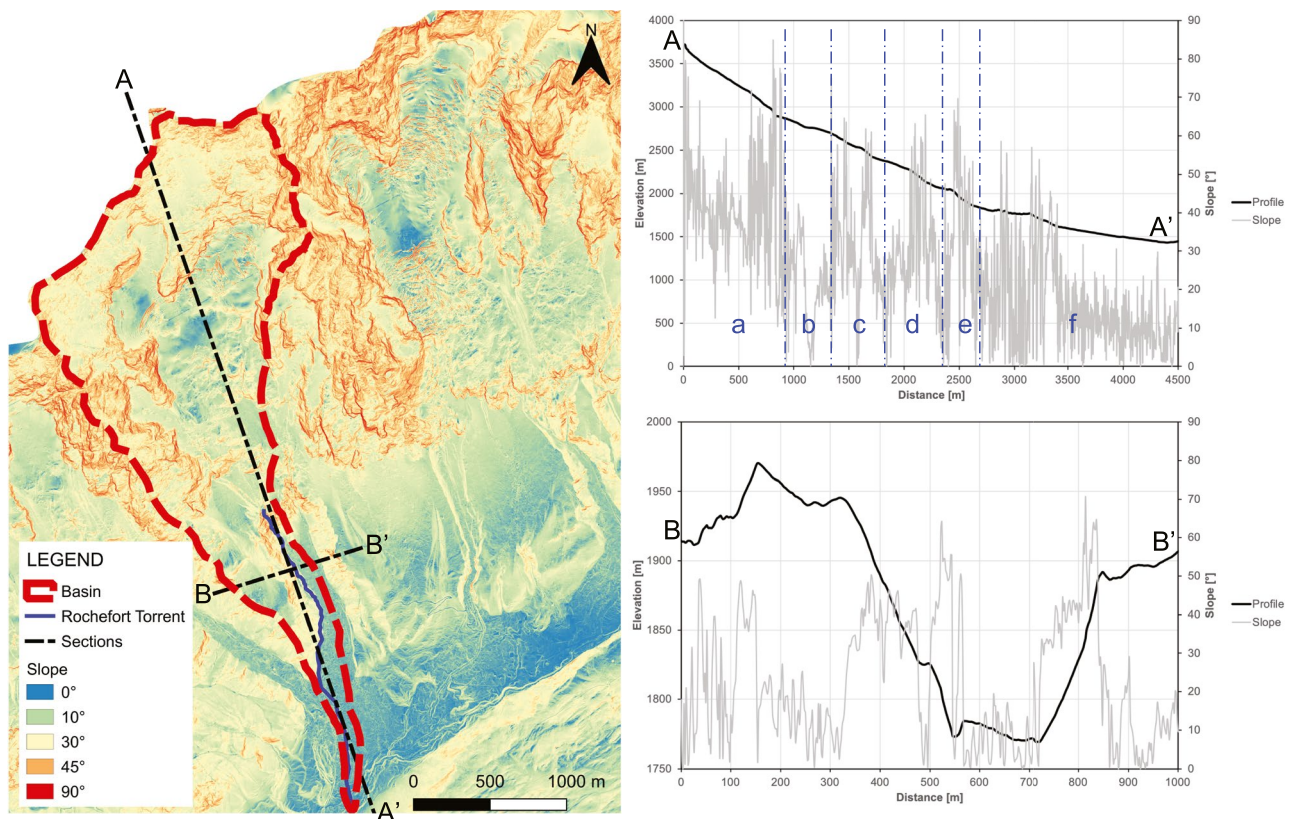 A
N
B
B'
A'
LEGEND
Basin
Rochefort Torrent
Sections
Slope
0°
10°
30°
45°
90°
0 500 1000 m
4000
3500
3000
2500
2000
1500
1000
500
0
Elevation [m]
A
A'
a b c d e f
90
80
70
60
50
40
30
20
10
0
Slope [°]
0 500 1000 1500 2000 2500 3000 3500 4000 4500
Distance [m]
Profile
Slope
2000
1950
1900
1850
1800
1750
Elevation [m]
B
B'
90
80
70
60
50
40
30
20
10
0
Slope [°]
0 100 200 300 400 500 600 700 800 900 1000
Distance [m]
Profile
Slope